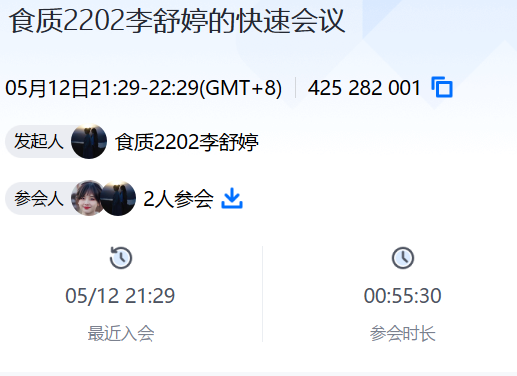 食质2202李舒婷的快速会议
05月12日21:29-22:29(GMT+8) 425 282 001
发起人 食质2202李舒婷
参会人 2人参会
05/12 21:29 00:55:30
最近入会 参会时长